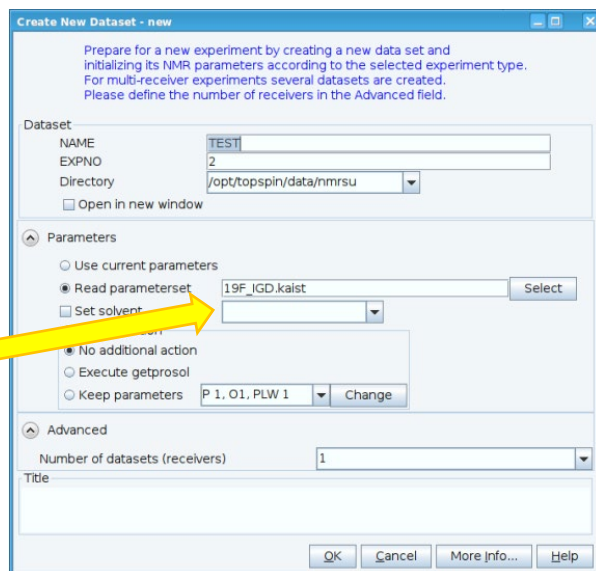 Create New Dataset - new
Prepare for a new experiment by creating a new data set and
initializing its NMR parameters according to the selected experiment type.
For multi-receiver experiments several datasets are created.
Please define the number of receivers in the Advanced field.
Dataset
NAME TEST
EXPNO 2
Directory /opt/topspin/data/nmrsu
Open in new window
Parameters
Use current parameters
Read parameterset 19F_IGD.kaist Select
Set solvent
No additional action
Execute getprosol
Keep parameters P 1, O1, PLW 1 Change
Advanced
Number of datasets (receivers) 1
Title
OK Cancel More Info... Help